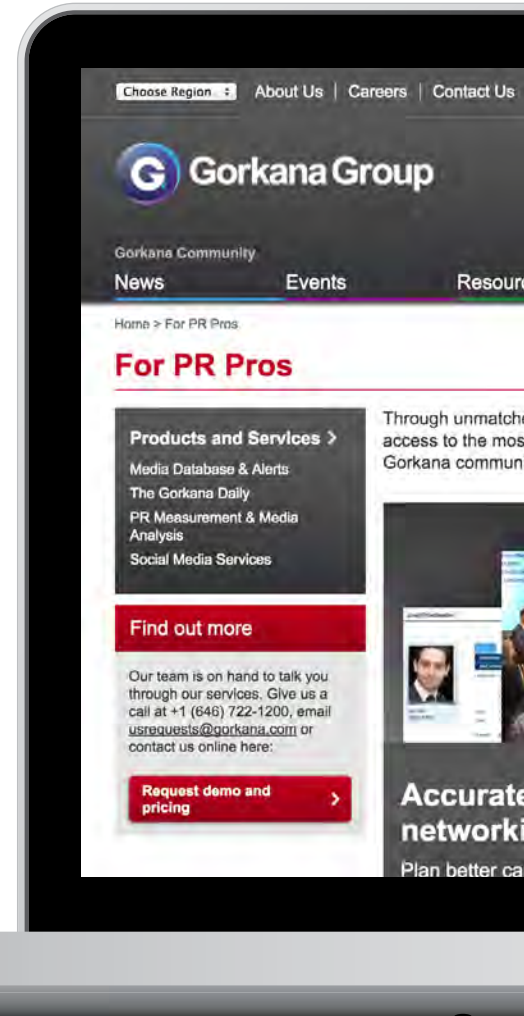 Choose Region
About Us | Careers | Contact Us
G Gorkana Group
Gorkana Community
News Events Resour
Home > For PR Pros
For PR Pros
Products and Services >
Media Database & Alerts
The Gorkana Daily
PR Measurement & Media
Analysis
Social Media Services
Find out more
Our team is on hand to talk you
through our services. Give us a
call at +1 (646) 722-1200, email
usrequests@gorkana.com or
contact us online here:
Request demo and
pricing >
Through unmatche
access to the mos
Gorkana commun
Accurate
networki
Plan better ca